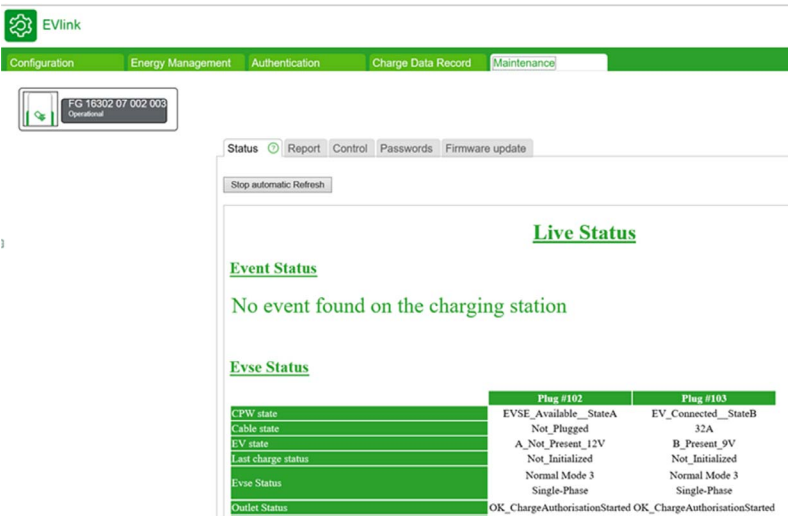 EVlink
Configuration Energy Management Authentication Charge Data Record Maintenance
FG 16302 07 002 003
Operational
Status ? Report Control Passwords Firmware update
Stop automatic Refresh
Live Status
Event Status
No event found on the charging station
Evse Status
Plug #102 Plug #103
CPW state EVSE_Available__StateA EV_Connected__StateB
Cable state Not_Plugged 32A
EV state A_Not_Present_12V B_Present_9V
Last charge status Not_Initialized Not_Initialized
Evse Status Normal Mode 3 Normal Mode 3
Single-Phase Single-Phase
Outlet Status OK_ChargeAuthorisationStarted OK_ChargeAuthorisationStarted